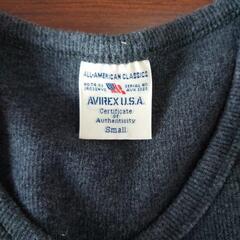 ALL-AMERICAN CLASSICS
AVIREX U.S.A.
Certificate
of
Authenticity
Small